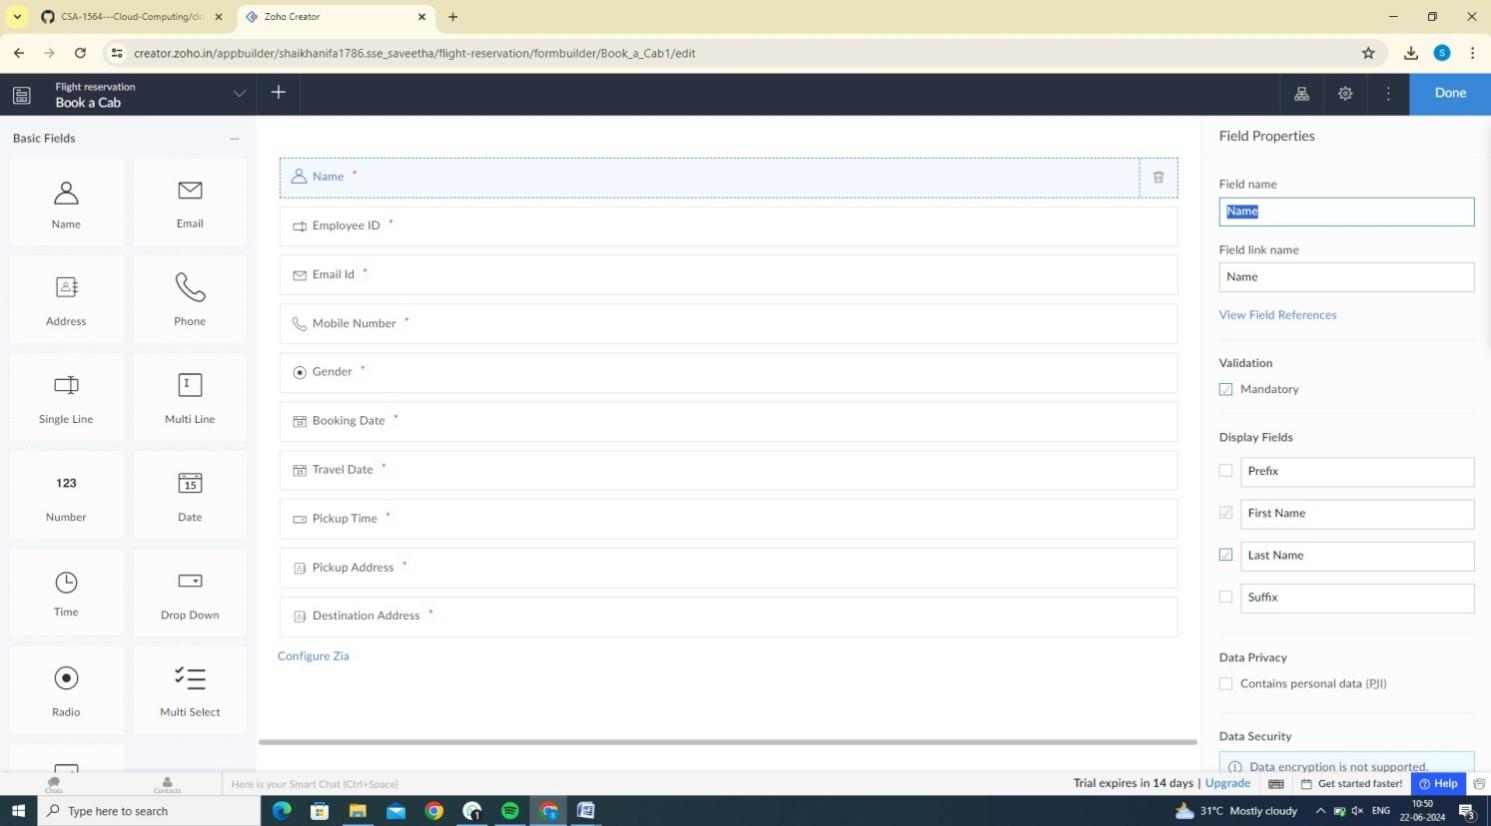 CSA-1564---Cloud-Computing/clo
Zoho Creator
creator.zoho.in/appbuilder/shaikhanifa1786.sse_saveetha/flight-reservation/formbuilder/Book_a_Cab1/edit
S
Flight reservation
Book a Cab
Done
Basic Fields
Name
Email
Address
Phone
Single Line
Multi Line
123
Number
15
Date
Time
Drop Down
Radio
Multi Select
Name *
Employee ID *
Email Id *
Mobile Number *
Gender *
Booking Date *
Travel Date *
Pickup Time *
Pickup Address *
Destination Address *
Configure Zia
Field Properties
Field name
Name
Field link name
Name
View Field References
Validation
Mandatory
Display Fields
Prefix
First Name
Last Name
Suffix
Data Privacy
Contains personal data (PJI)
Data Security
Data encryption is not supported.
Chats
Contacts
Here is your Smart Chat (Ctrl+Space)
Trial expires in 14 days | Upgrade
Get started faster!
Help
Type here to search
31°C Mostly cloudy
ENG
10:50
22-06-2024
3